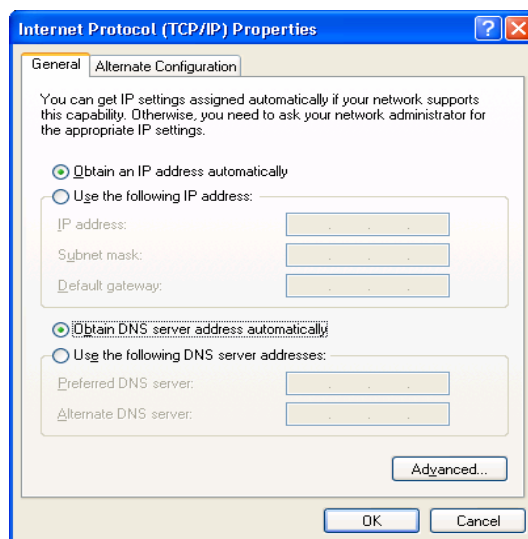 Internet Protocol (TCP/IP) Properties
General
Alternate Configuration
You can get IP settings assigned automatically if your network supports
this capability. Otherwise, you need to ask your network administrator for
the appropriate IP settings.
Obtain an IP address automatically
Use the following IP address:
IP address:
Subnet mask:
Default gateway:
Obtain DNS server address automatically
Use the following DNS server addresses:
Preferred DNS server:
Alternate DNS server:
Advanced...
OK
Cancel